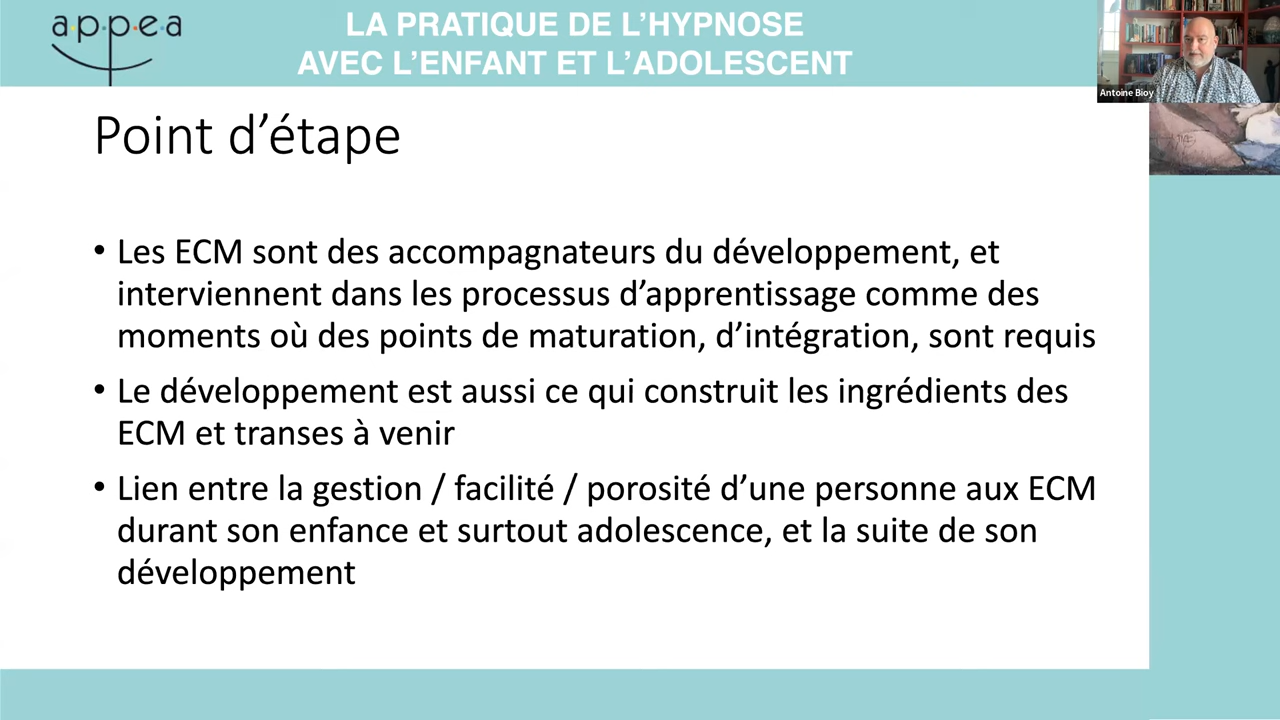 a·p·p·e·a
LA PRATIQUE DE L’HYPNOSE
AVEC L’ENFANT ET L’ADOLESCENT
Antoine Bioy
Point d’étape
• Les ECM sont des accompagnateurs du développement, et
interviennent dans les processus d’apprentissage comme des
moments où des points de maturation, d’intégration, sont requis
• Le développement est aussi ce qui construit les ingrédients des
ECM et transes à venir
• Lien entre la gestion / facilité / porosité d’une personne aux ECM
durant son enfance et surtout adolescence, et la suite de son
développement